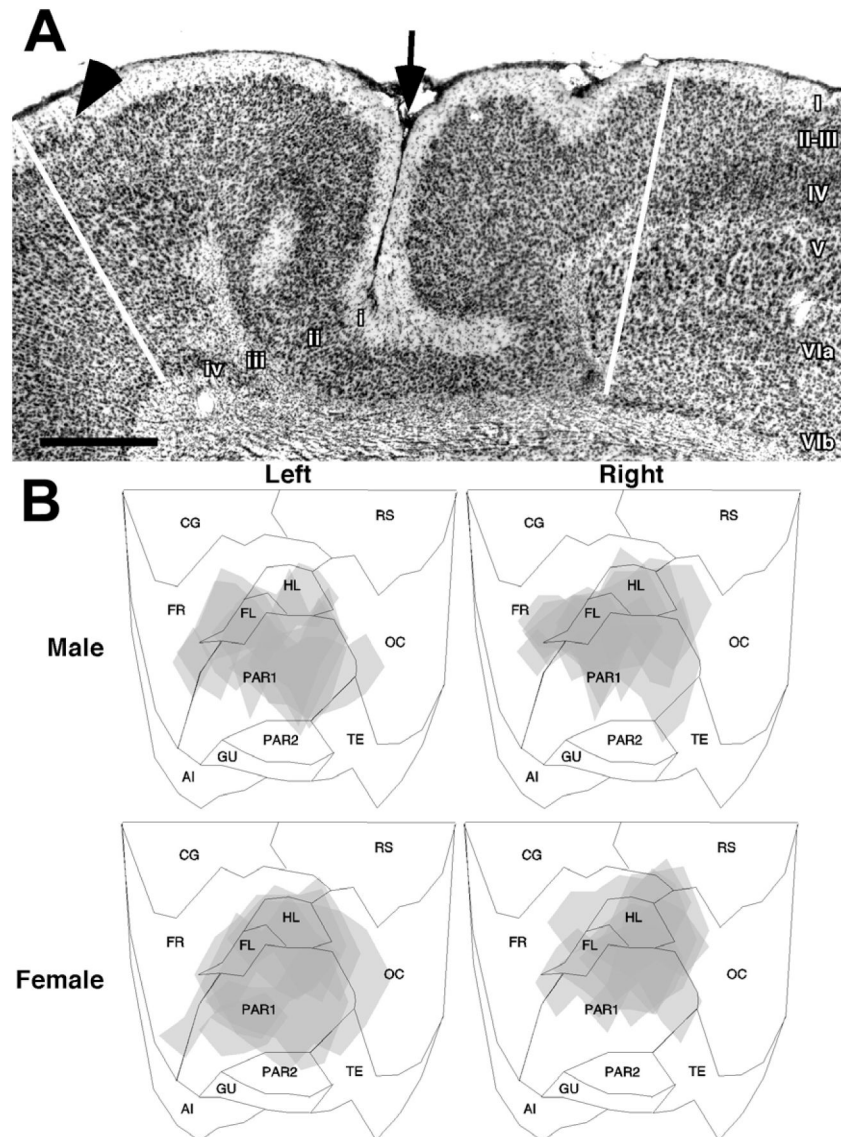 A
I
II-III
IV
V
VIa
VIb
i
ii
iii
iv
B
Left
Right
Male
CG
RS
HL
FR
FL
OC
PAR1
PAR2
TE
GU
AI
CG
RS
HL
FR
FL
OC
PAR1
PAR2
TE
GU
AI
Female
CG
RS
HL
FR
FL
OC
PAR1
PAR2
TE
GU
AI
CG
RS
HL
FR
FL
OC
PAR1
PAR2
TE
GU
AI